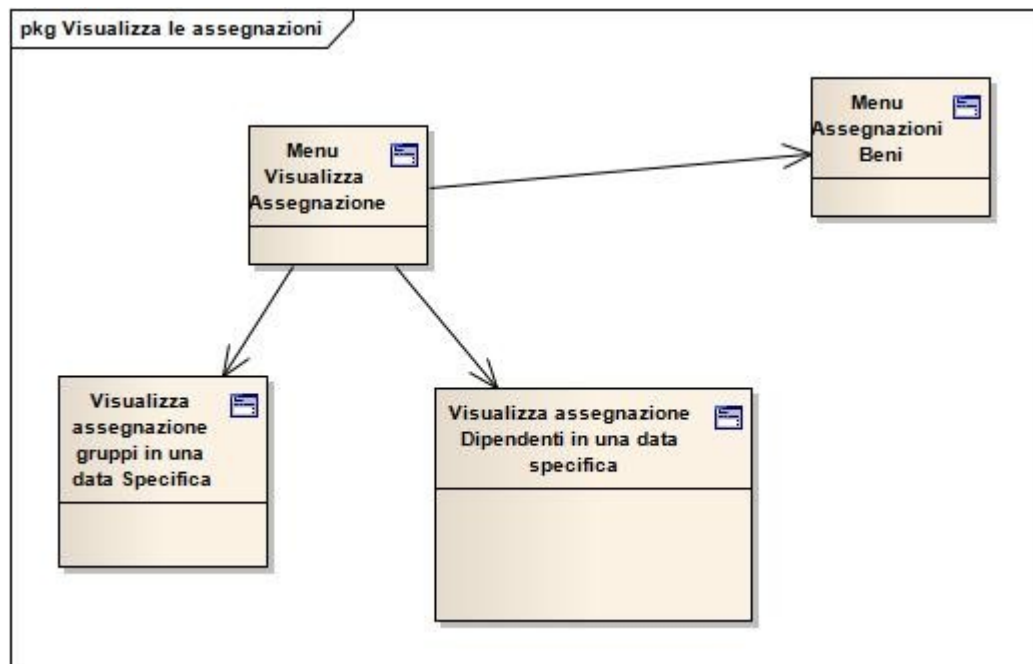 pkg Visualizza le assegnazioni
Menu
Visualizza
Assegnazione
Menu
Assegnazioni
Beni
Visualizza
assegnazione
gruppi in una
data Specifica
Visualizza assegnazione
Dipendenti in una data
specifica